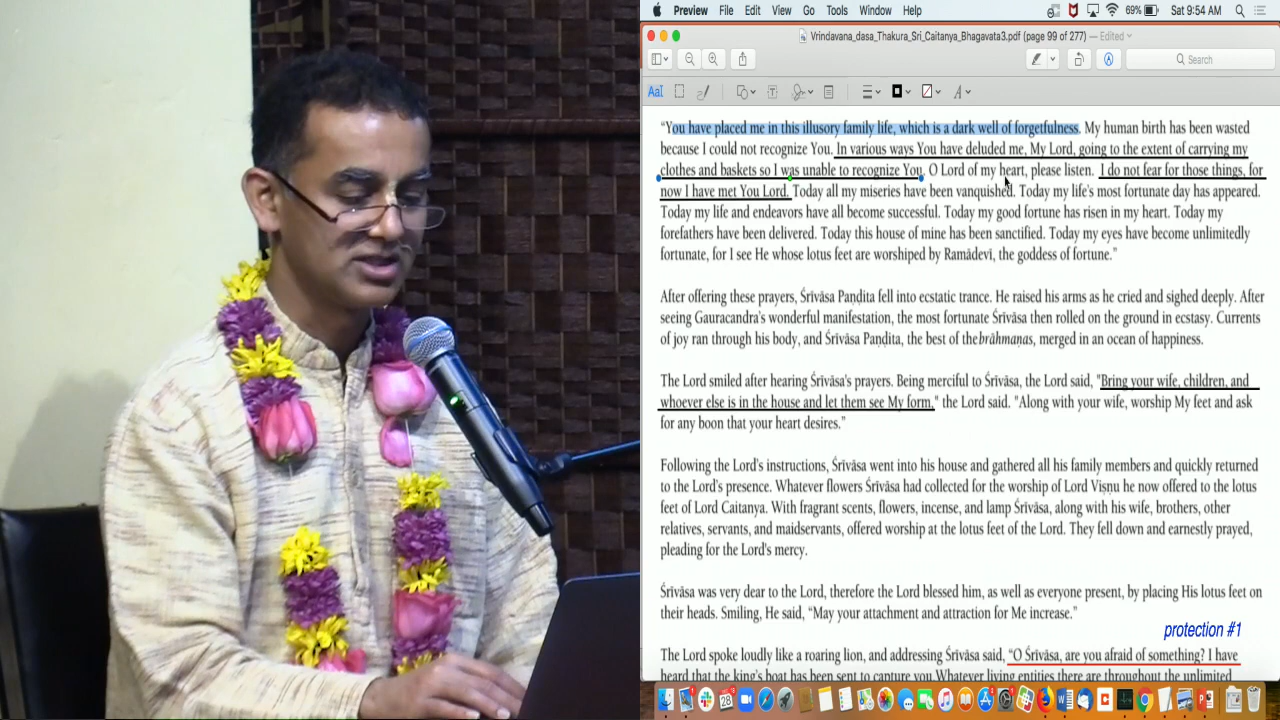 Preview File Edit View Go Tools Window Help 69% Sat 9:54 AM
Vrindavana_dasa_Thakura_Sri_Caitanya_Bhagavata3.pdf (page 99 of 277) — Edited
Search
“You have placed me in this illusory family life, which is a dark well of forgetfulness. My human birth has been wasted
because I could not recognize You. In various ways You have deluded me, My Lord, going to the extent of carrying my
clothes and baskets so I was unable to recognize You. O Lord of my heart, please listen. I do not fear for those things, for
now I have met You Lord. Today all my miseries have been vanquished. Today my life's most fortunate day has appeared.
Today my life and endeavors have all become successful. Today my good fortune has risen in my heart. Today my
forefathers have been delivered. Today this house of mine has been sanctified. Today my eyes have become unlimitedly
fortunate, for I see He whose lotus feet are worshiped by Ramādevī, the goddess of fortune."
After offering these prayers, Śrīvāsa Paṇḍita fell into ecstatic trance. He raised his arms as he cried and sighed deeply. After
seeing Gauracandra's wonderful manifestation, the most fortunate Śrīvāsa then rolled on the ground in ecstasy. Currents
of joy ran through his body, and Śrīvāsa Paṇḍita, the best of the brāhmaṇas, merged in an ocean of happiness.
The Lord smiled after hearing Śrīvāsa's prayers. Being merciful to Śrīvāsa, the Lord said, "Bring your wife, children, and
whoever else is in the house and let them see My form," the Lord said. "Along with your wife, worship My feet and ask
for any boon that your heart desires."
Following the Lord's instructions, Śrīvāsa went into his house and gathered all his family members and quickly returned
to the Lord's presence. Whatever flowers Śrīvāsa had collected for the worship of Lord Viṣṇu he now offered to the lotus
feet of Lord Caitanya. With fragrant scents, flowers, incense, and lamp Śrīvāsa, along with his wife, brothers, other
relatives, servants, and maidservants, offered worship at the lotus feet of the Lord. They fell down and earnestly prayed,
pleading for the Lord's mercy.
Śrīvāsa was very dear to the Lord, therefore the Lord blessed him, as well as everyone present, by placing His lotus feet on
their heads. Smiling, He said, “May your attachment and attraction for Me increase."
protection #1
The Lord spoke loudly like a roaring lion, and addressing Śrīvāsa said, “O Śrīvāsa, are you afraid of something? I have
heard that the king's boat has been sent to capture you Whatever living entities there are throughout the unlimited